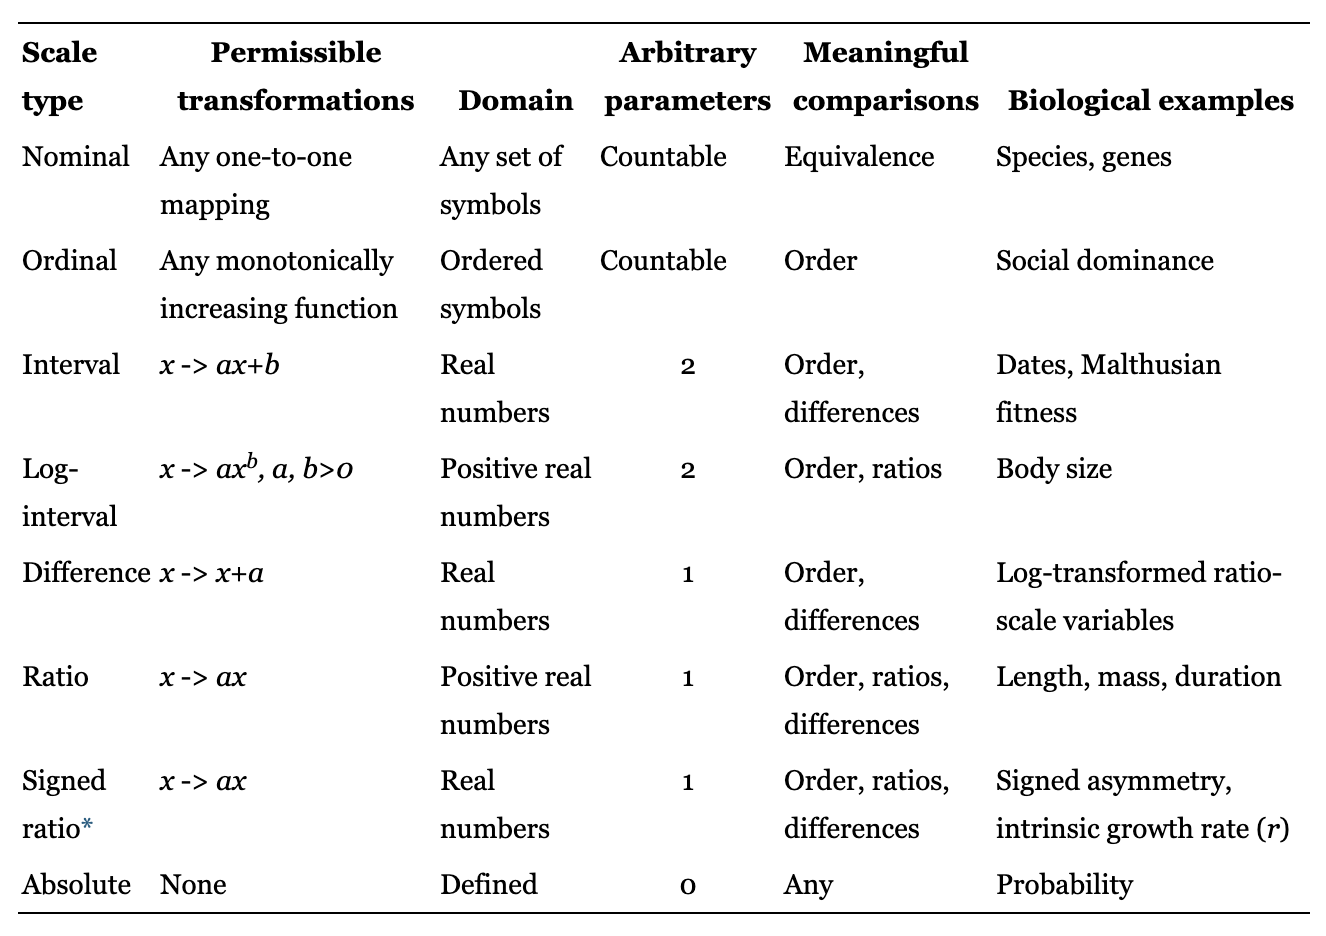 Scale Permissible Arbitrary Meaningful
type transformations Domain parameters comparisons Biological examples
Nominal Any one-to-one Any set of Countable Equivalence Species, genes
mapping symbols
Ordinal Any monotonically Ordered Countable Order Social dominance
increasing function symbols
Interval x -> ax+b Real 2 Order, Dates, Malthusian
numbers differences fitness
Log- x -> ax^b, a, b>0 Positive real 2 Order, ratios Body size
interval numbers
Difference x -> x+a Real 1 Order, Log-transformed ratio-
numbers differences scale variables
Ratio x -> ax Positive real 1 Order, ratios, Length, mass, duration
numbers differences
Signed x -> ax Real 1 Order, ratios, Signed asymmetry,
ratio* numbers differences intrinsic growth rate (r)
Absolute None Defined 0 Any Probability